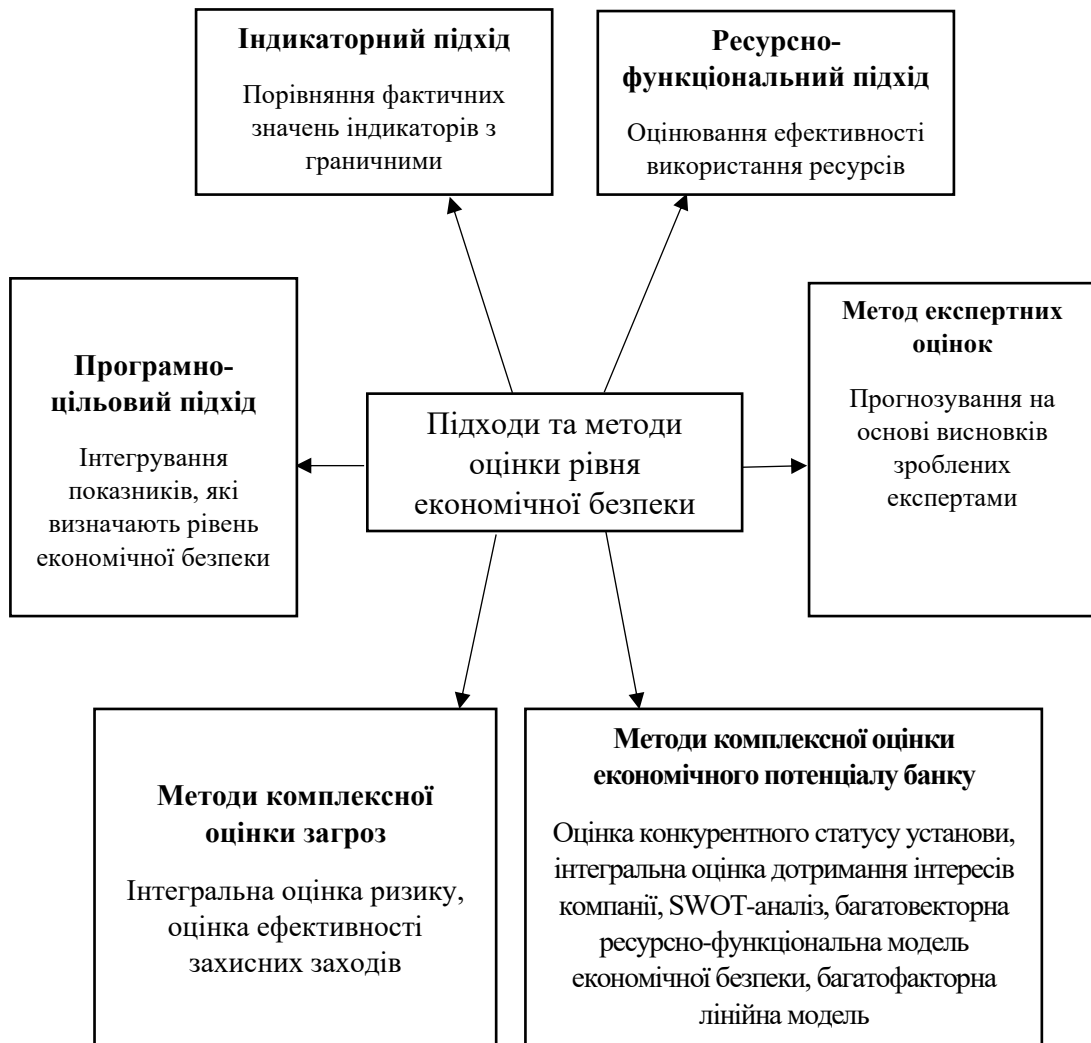 Індикаторний підхід
Порівняння фактичних
значень індикаторів з
граничними
Ресурсно-
функціональний підхід
Оцінювання ефективності
використання ресурсів
Програмно-
цільовий підхід
Інтегрування
показників, які
визначають рівень
економічної безпеки
Підходи та методи
оцінки рівня
економічної безпеки
Метод експертних
оцінок
Прогнозування на
основі висновків
зроблених
експертами
Методи комплексної
оцінки загроз
Інтегральна оцінка ризику,
оцінка ефективності
захисних заходів
Методи комплексної оцінки
економічного потенціалу банку
Оцінка конкурентного статусу установи,
інтегральна оцінка дотримання інтересів
компанії, SWOT-аналіз, багатовекторна
ресурсно-функціональна модель
економічної безпеки, багатофакторна
лінійна модель